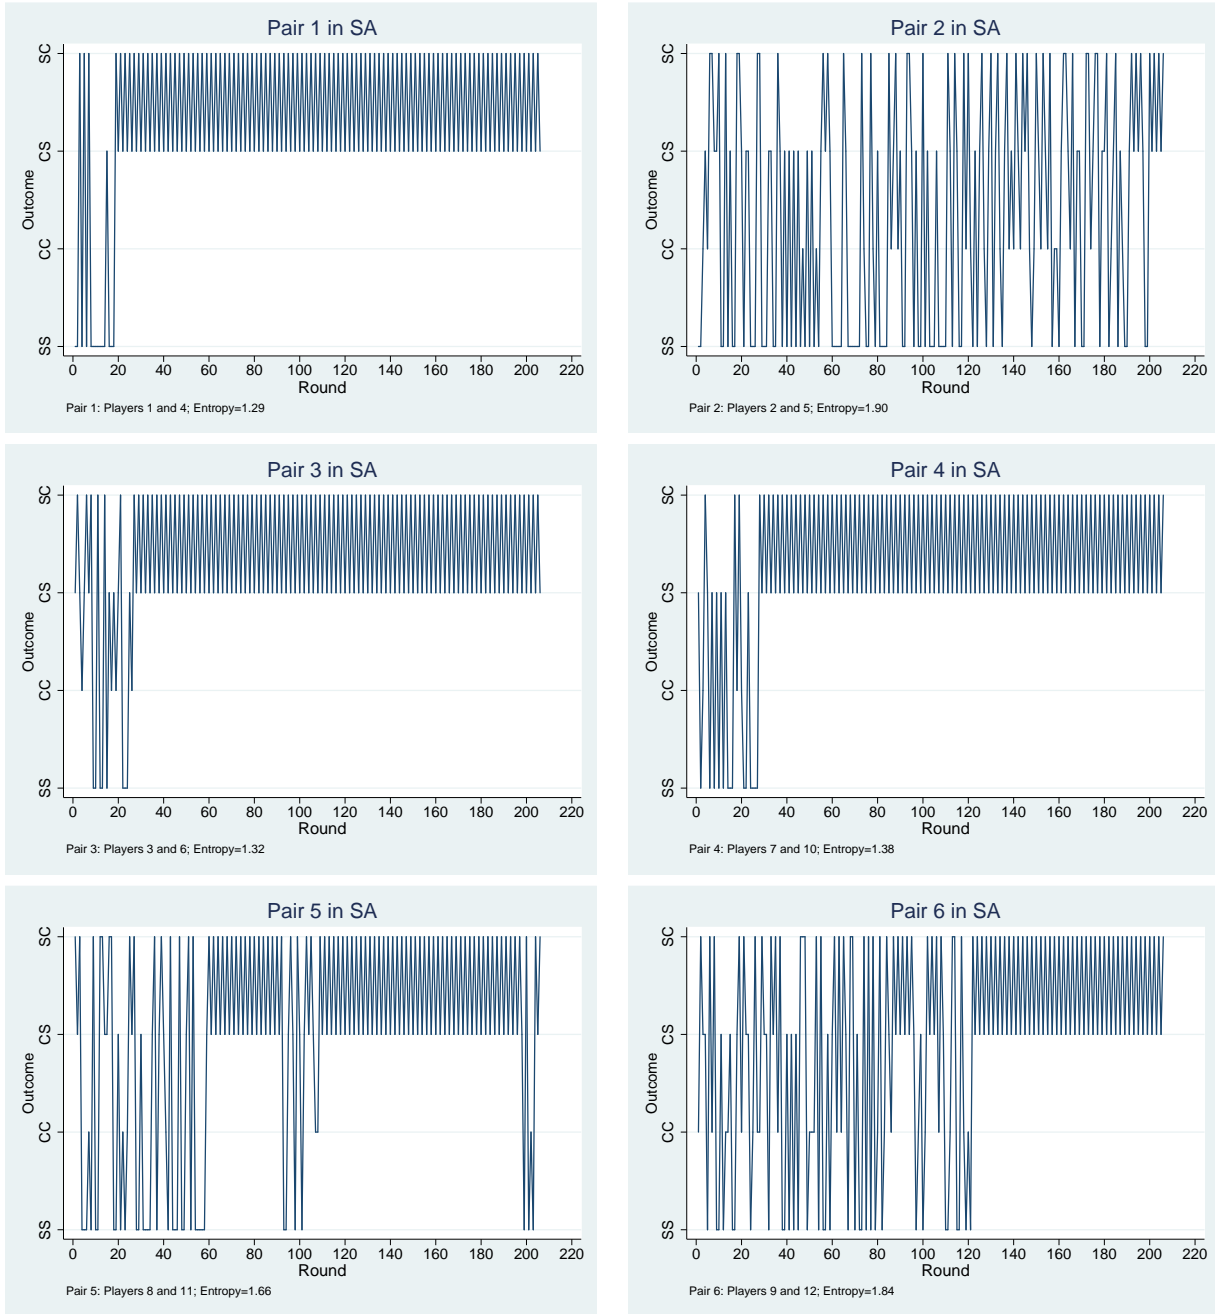 Pair 1 in SA
Outcome
SC
CS
CC
SS
0 20 40 60 80 100 120 140 160 180 200 220
Round
Pair 1: Players 1 and 4; Entropy=1.29
Pair 2 in SA
Outcome
SC
CS
CC
SS
0 20 40 60 80 100 120 140 160 180 200 220
Round
Pair 2: Players 2 and 5; Entropy=1.90
Pair 3 in SA
Outcome
SC
CS
CC
SS
0 20 40 60 80 100 120 140 160 180 200 220
Round
Pair 3: Players 3 and 6; Entropy=1.32
Pair 4 in SA
Outcome
SC
CS
CC
SS
0 20 40 60 80 100 120 140 160 180 200 220
Round
Pair 4: Players 7 and 10; Entropy=1.38
Pair 5 in SA
Outcome
SC
CS
CC
SS
0 20 40 60 80 100 120 140 160 180 200 220
Round
Pair 5: Players 8 and 11; Entropy=1.66
Pair 6 in SA
Outcome
SC
CS
CC
SS
0 20 40 60 80 100 120 140 160 180 200 220
Round
Pair 6: Players 9 and 12; Entropy=1.84